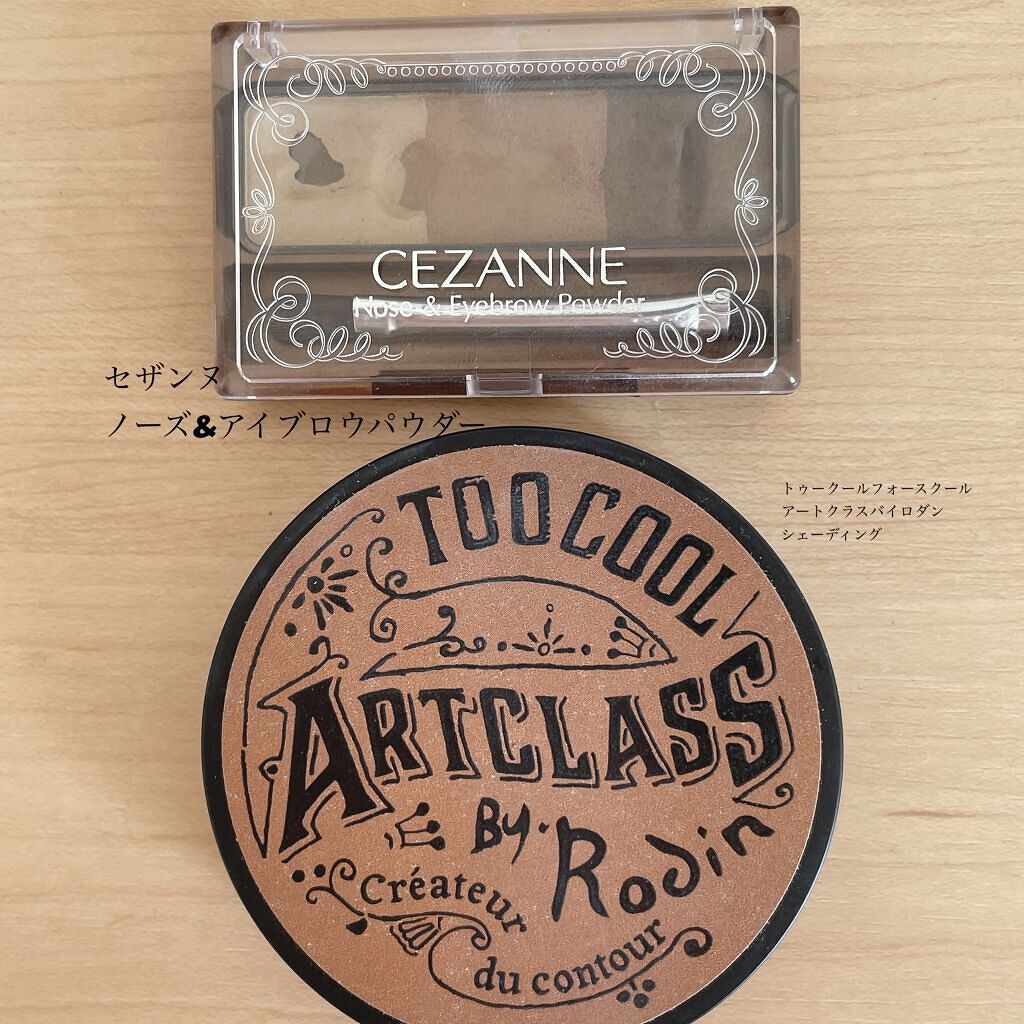 CEZANNE
Nose & Eyebrow Powder
セザンヌ
ノーズ&アイブロウパウダー
トゥークールフォースクール
アートクラスバイロダン
シェーディング
TOO COOL
ARTCLASS
By. Rodin
Créateur
du contour